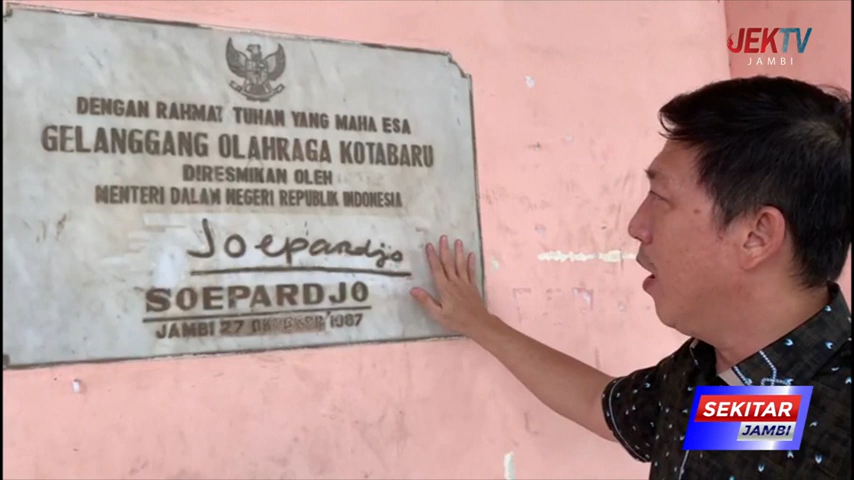 JEKTV
JAMBI
DENGAN RAHMAT TUHAN YANG MAHA ESA
GELANGGANG OLAHRAGA KOTABARU
DIRESMIKAN OLEH
MENTERI DALAM NEGERI REPUBLIK INDONESIA
Joepardjo
SOEPARDJO
JAMBI 27 1987
SEKITAR
JAMBI